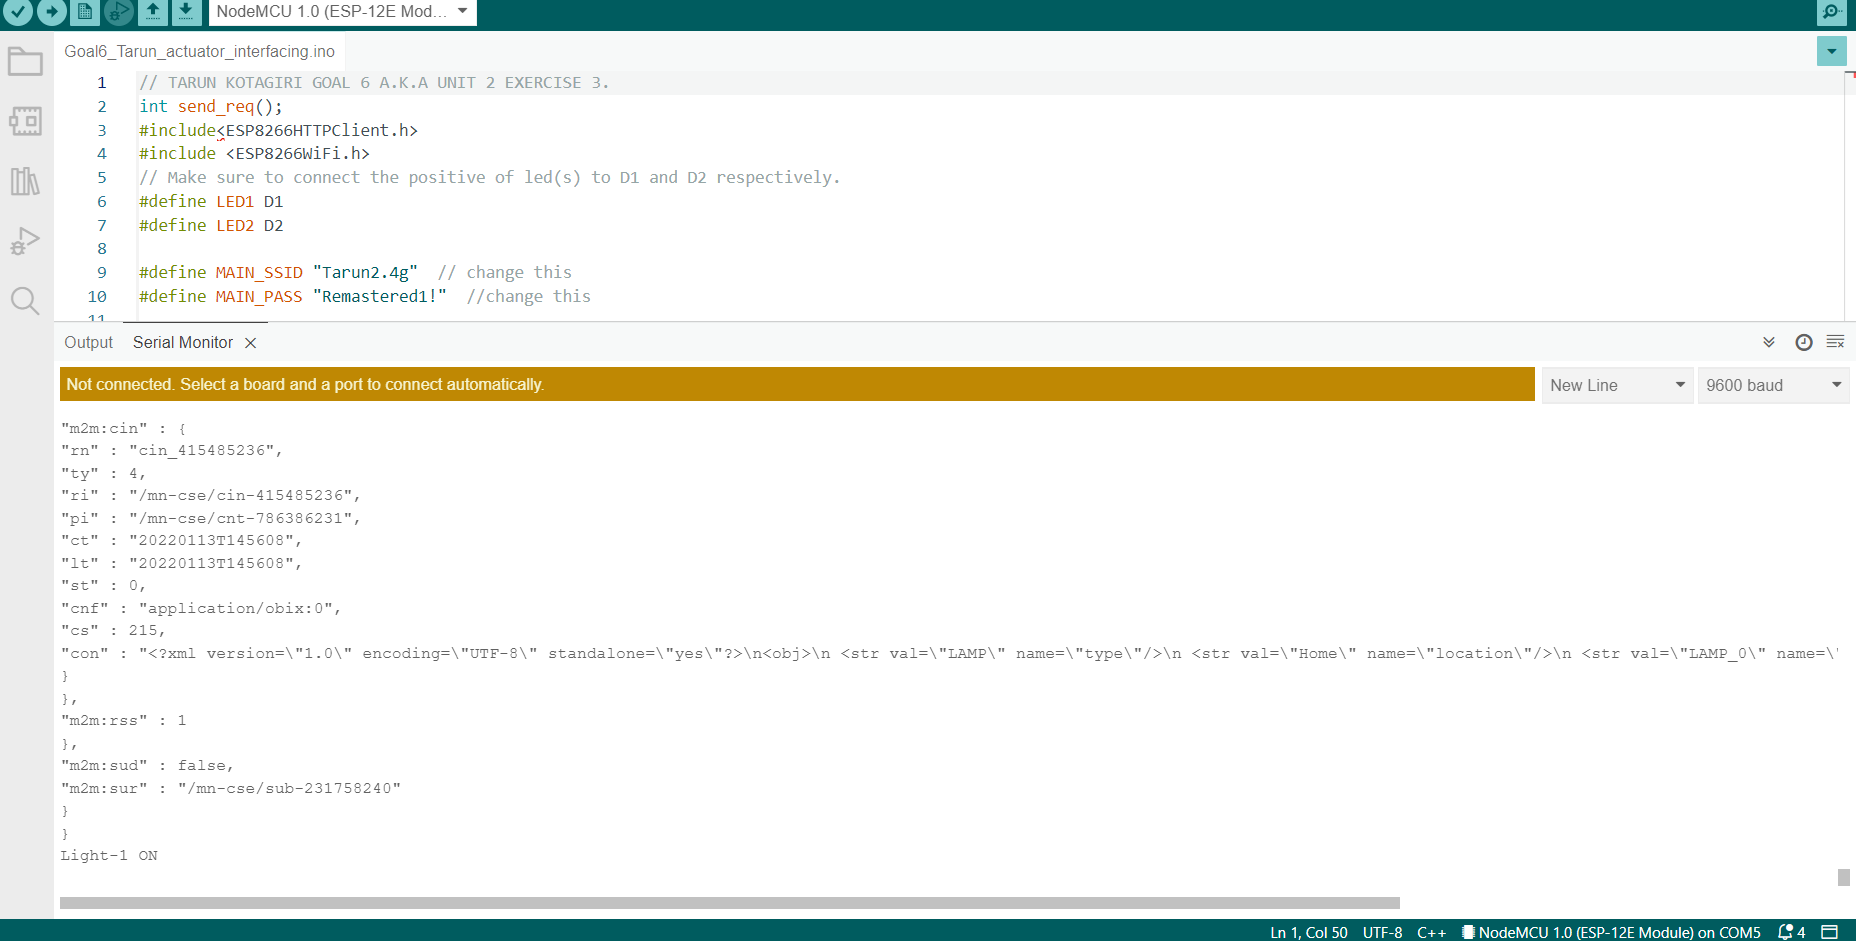 NodeMCU 1.0 (ESP-12E Mod...
Goal6_Tarun_actuator_interfacing.ino
1 // TARUN KOTAGIRI GOAL 6 A.K.A UNIT 2 EXERCISE 3.
2 int send_req();
3 #include<ESP8266HTTPClient.h>
4 #include <ESP8266WiFi.h>
5 // Make sure to connect the positive of led(s) to D1 and D2 respectively.
6 #define LED1 D1
7 #define LED2 D2
8
9 #define MAIN_SSID "Tarun2.4g"  // change this
10 #define MAIN_PASS "Remastered1!"  //change this
11
Output Serial Monitor
Not connected. Select a board and a port to connect automatically. New Line 9600 baud
"m2m:cin" : {
"rn" : "cin_415485236",
"ty" : 4,
"ri" : "/mn-cse/cin-415485236",
"pi" : "/mn-cse/cnt-786386231",
"ct" : "20220113T145608",
"lt" : "20220113T145608",
"st" : 0,
"cnf" : "application/obix:0",
"cs" : 215,
"con" : "<?xml version=\"1.0\" encoding=\"UTF-8\" standalone=\"yes\"?>\n<obj>\n <str val=\"LAMP\" name=\"type\"/>\n <str val=\"Home\" name=\"location\"/>\n <str val=\"LAMP_0\" name=\
}
},
"m2m:rss" : 1
},
"m2m:sud" : false,
"m2m:sur" : "/mn-cse/sub-231758240"
}
}
Light-1 ON
Ln 1, Col 50 UTF-8 C++ NodeMCU 1.0 (ESP-12E Module) on COM5 4